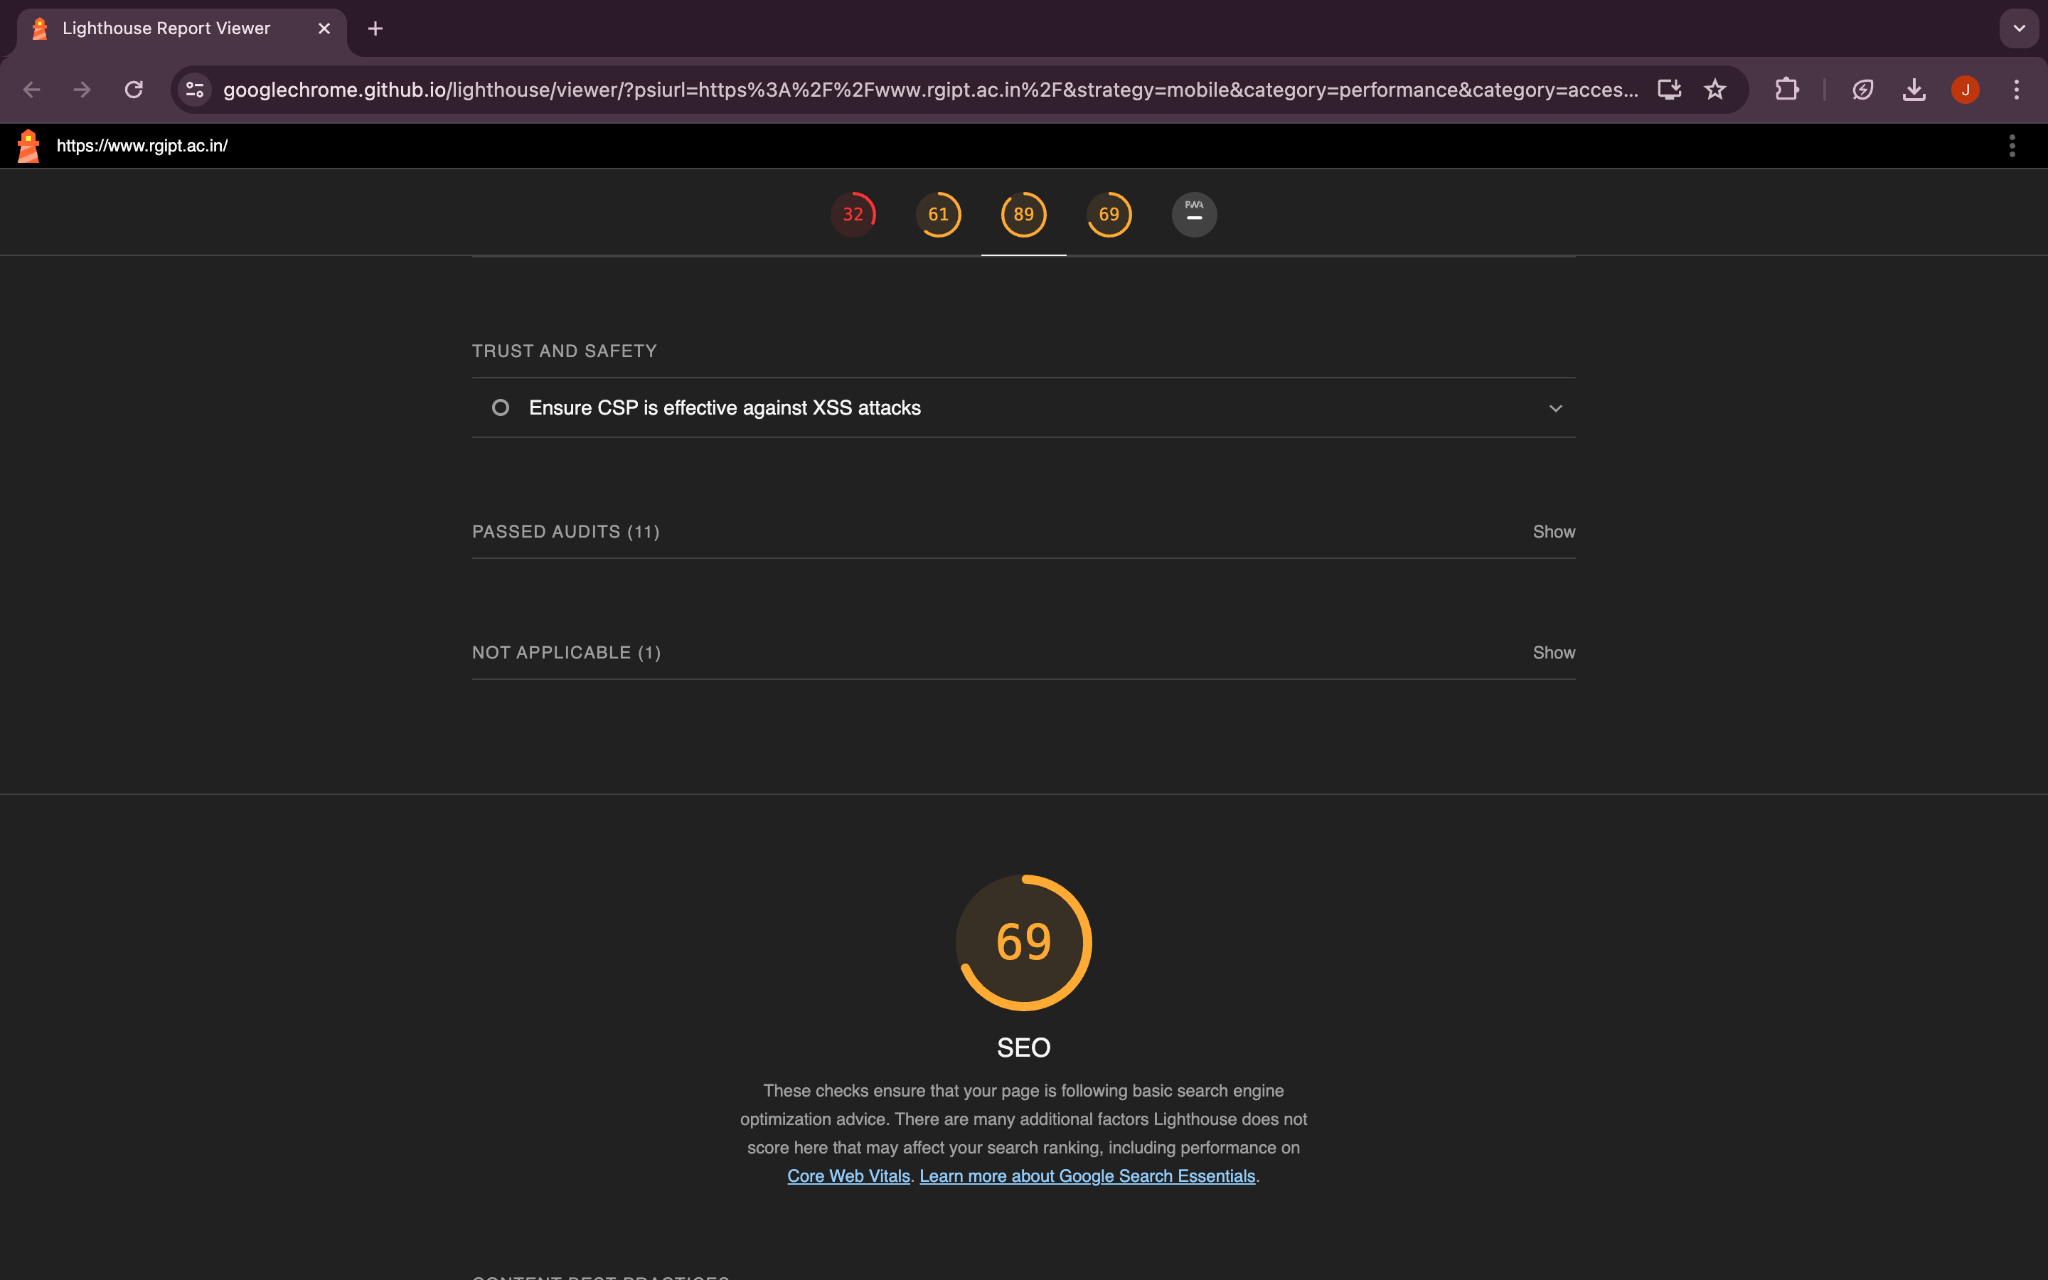 Lighthouse Report Viewer
googlechrome.github.io/lighthouse/viewer/?psiurl=https%3A%2F%2Fwww.rgipt.ac.in%2F&strategy=mobile&category=performance&category=acces...
J
https://www.rgipt.ac.in/
32
61
89
69
PWA
TRUST AND SAFETY
Ensure CSP is effective against XSS attacks
PASSED AUDITS (11)
Show
NOT APPLICABLE (1)
Show
69
SEO
These checks ensure that your page is following basic search engine
optimization advice. There are many additional factors Lighthouse does not
score here that may affect your search ranking, including performance on
Core Web Vitals. Learn more about Google Search Essentials.
CONTENT BEST PRACTICES